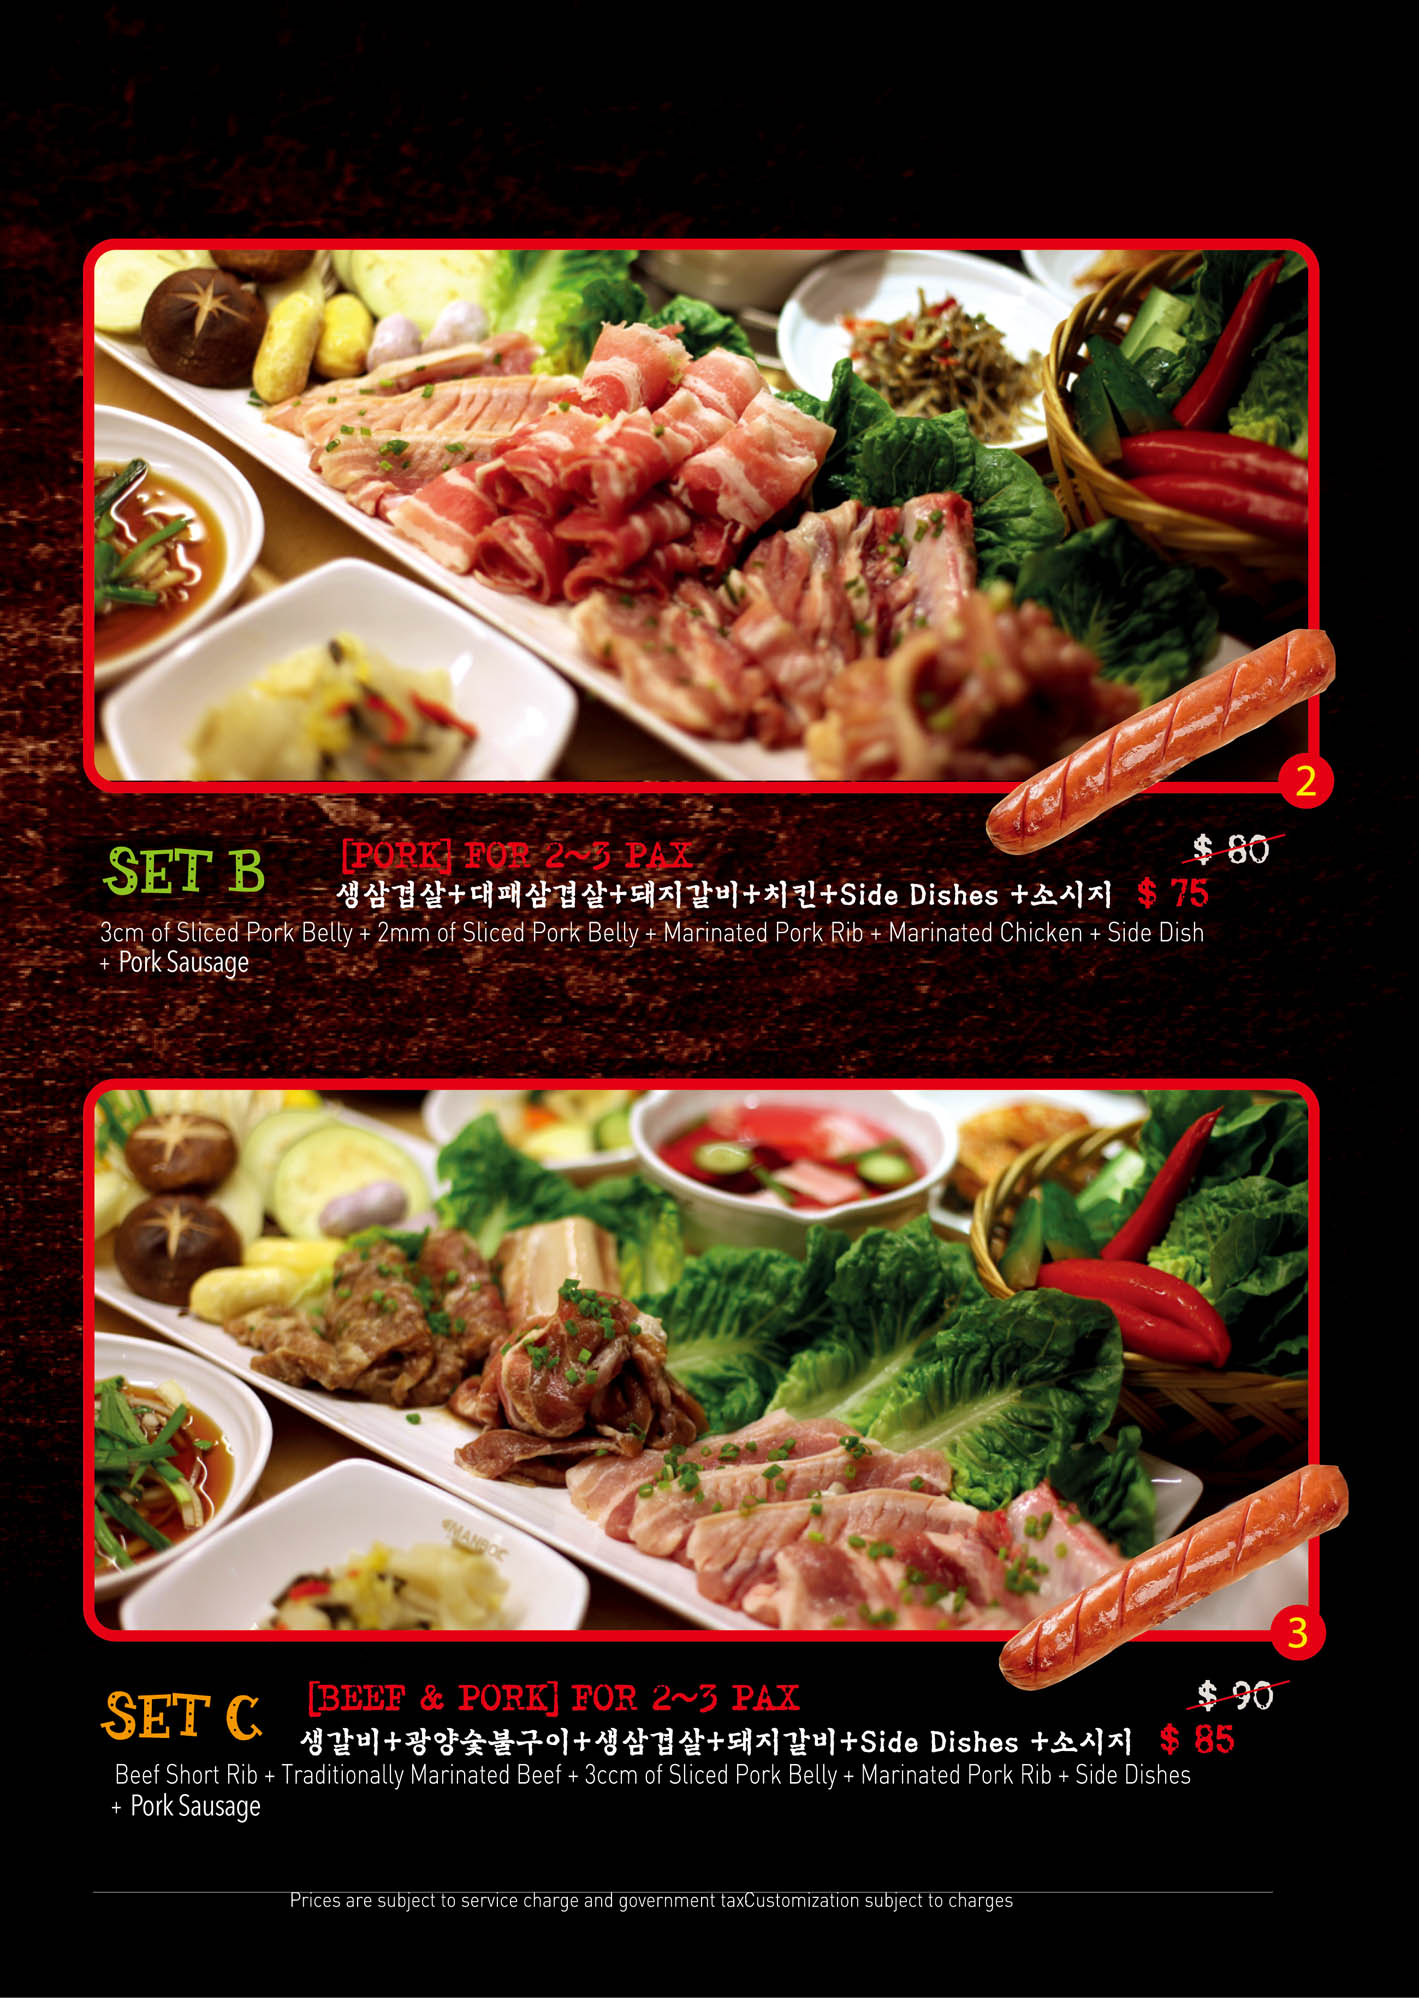 2
SET B
[PORK] FOR 2~3 PAX
$ 80
생삼겹살+대패삼겹살+돼지갈비+치킨+Side Dishes +소시지 $ 75
3cm of Sliced Pork Belly + 2mm of Sliced Pork Belly + Marinated Pork Rib + Marinated Chicken + Side Dish
+ Pork Sausage
MANBOK
3
SET C
[BEEF & PORK] FOR 2~3 PAX
$ 90
생갈비+광양숯불구이+생삼겹살+돼지갈비+Side Dishes +소시지 $ 85
Beef Short Rib + Traditionally Marinated Beef + 3ccm of Sliced Pork Belly + Marinated Pork Rib + Side Dishes
+ Pork Sausage
Prices are subject to service charge and government taxCustomization subject to charges